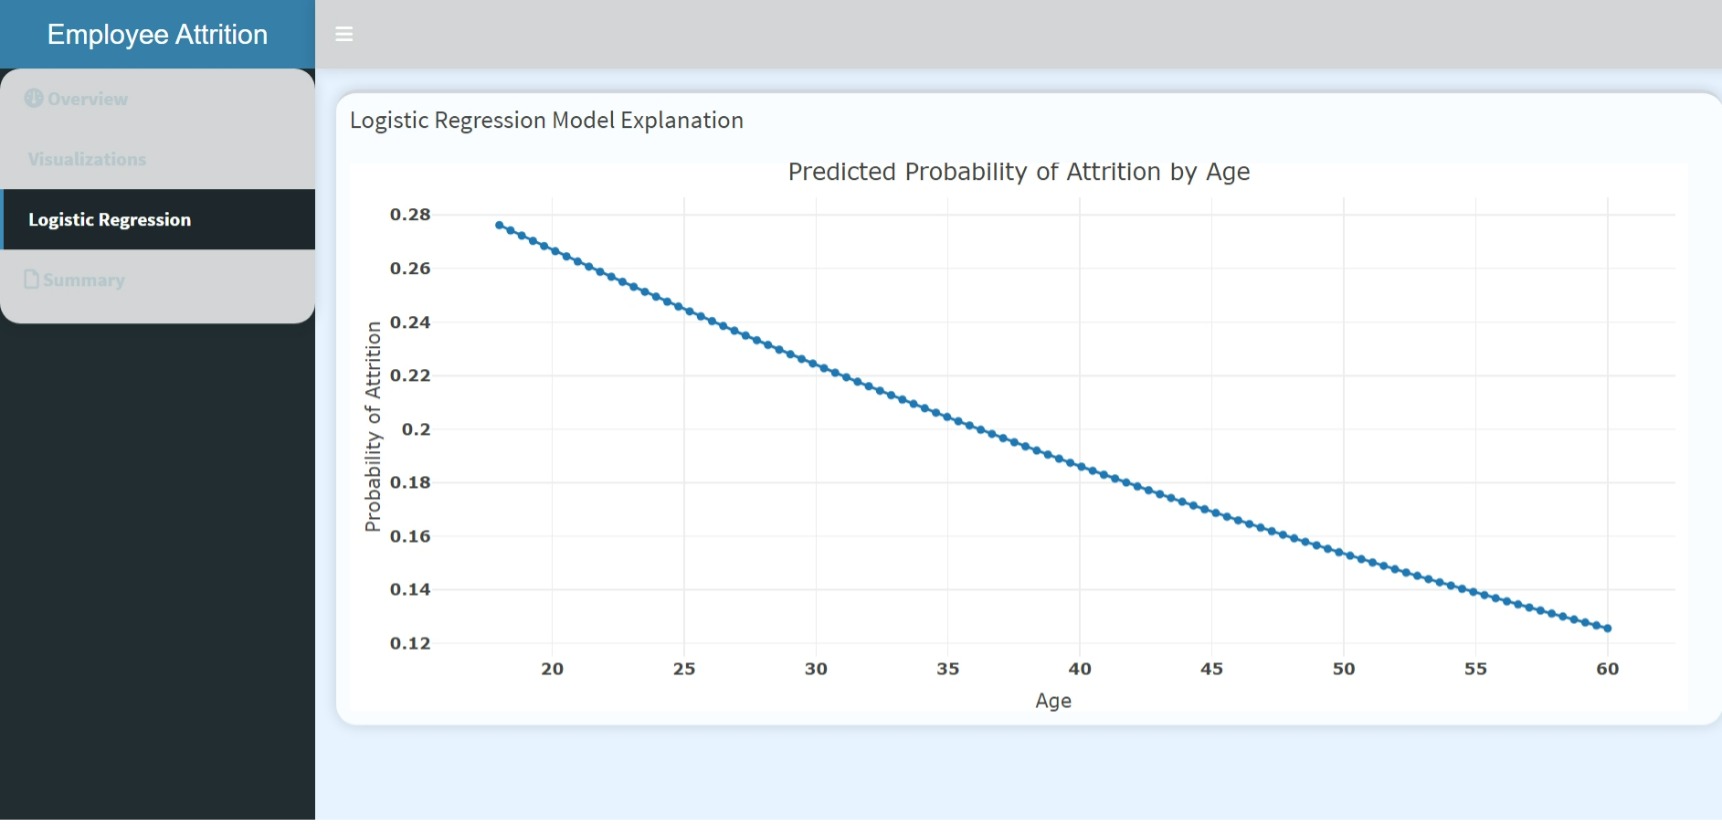 Employee Attrition
Overview
Visualizations
Logistic Regression
Summary
Logistic Regression Model Explanation
Predicted Probability of Attrition by Age
Probability of Attrition
0.28
0.26
0.24
0.22
0.2
0.18
0.16
0.14
0.12
20 25 30 35 40 45 50 55 60
Age